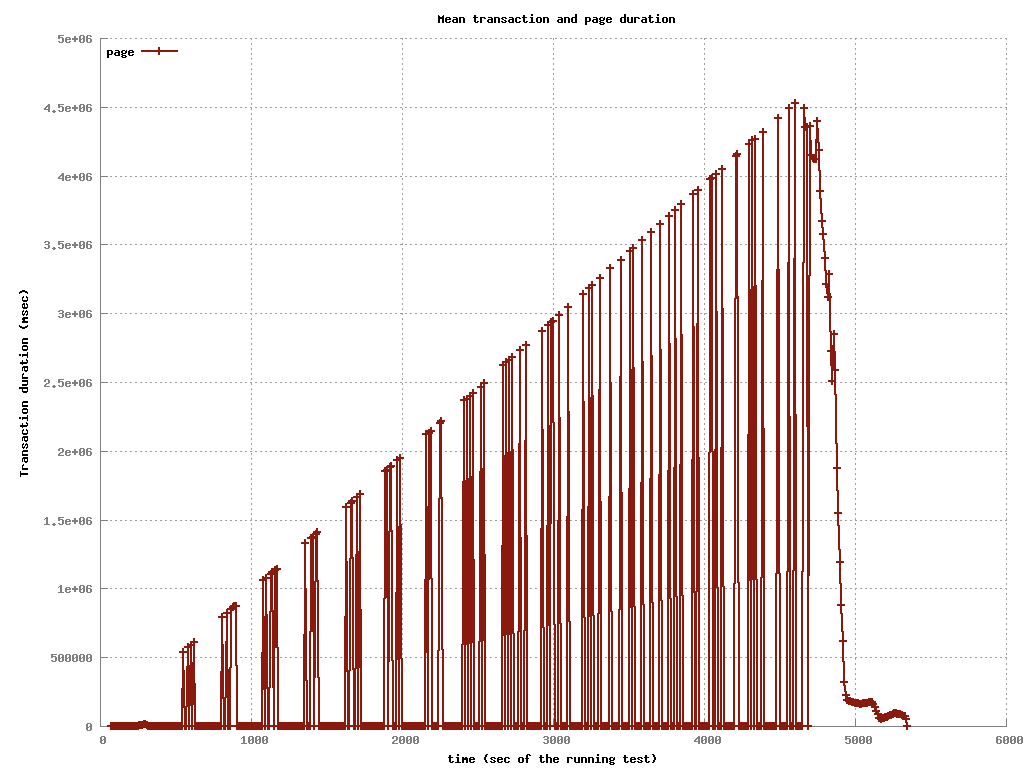 Mean transaction and page duration
page
5e+06
4.5e+06
4e+06
3.5e+06
3e+06
2.5e+06
2e+06
1.5e+06
1e+06
500000
0
Transaction duration (msec)
0 1000 2000 3000 4000 5000 6000
time (sec of the running test)